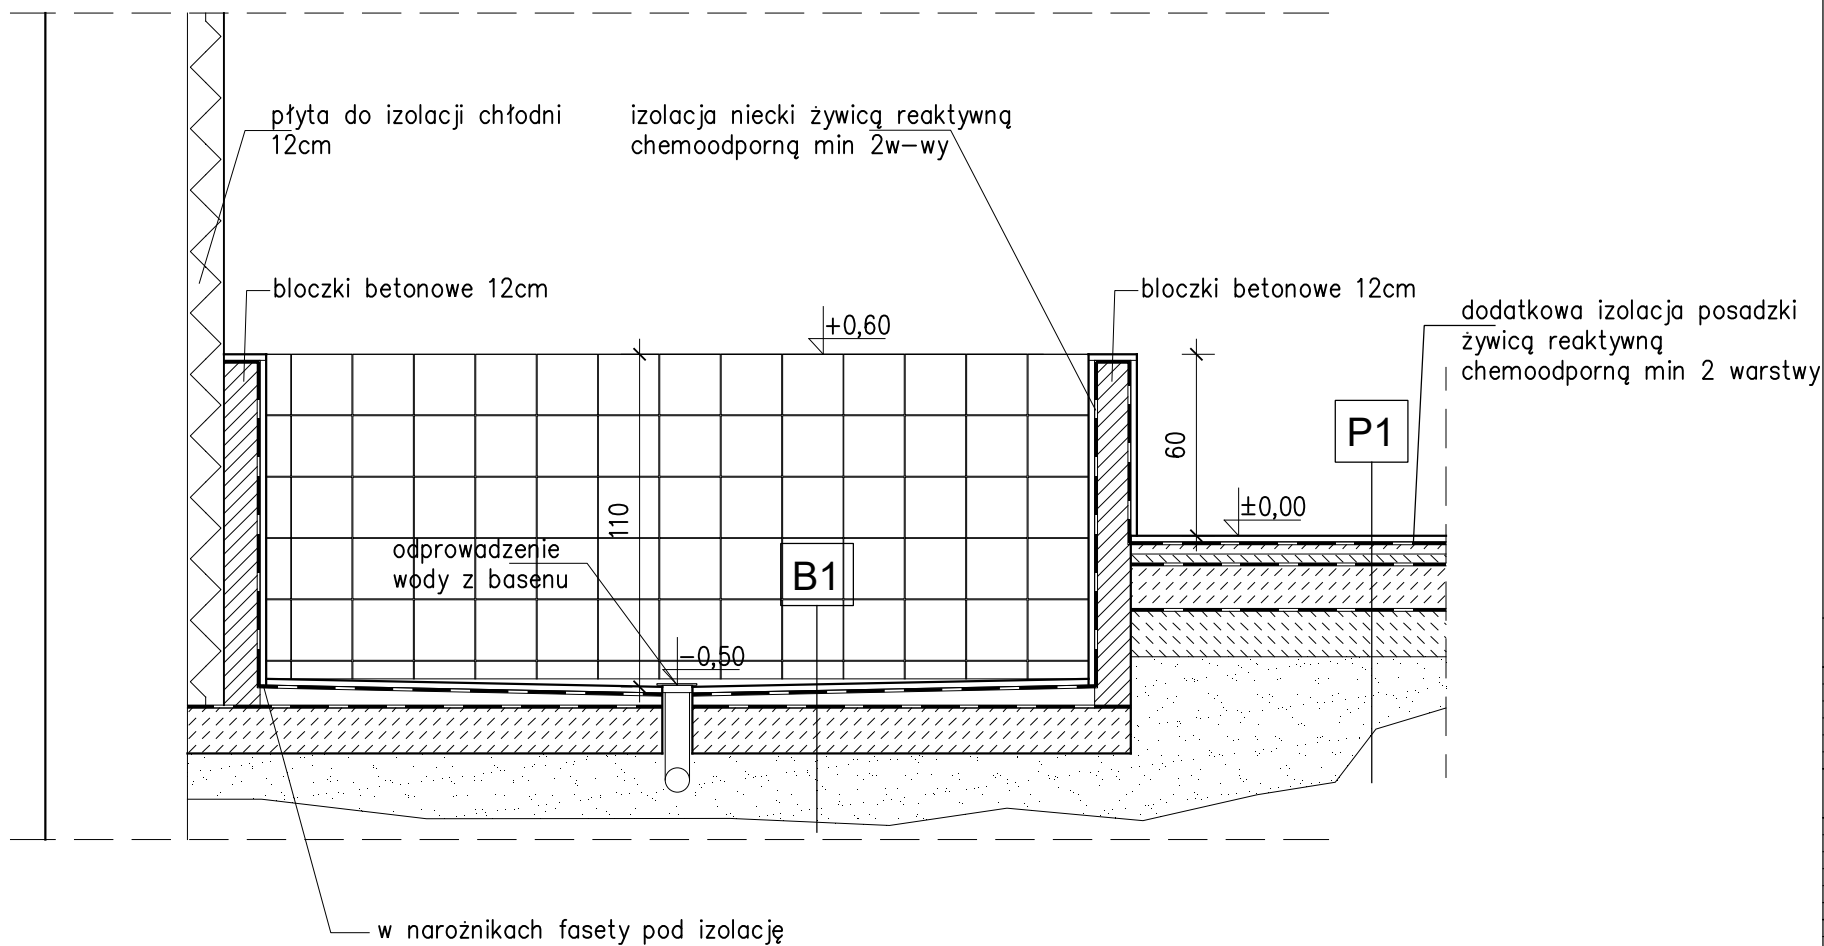 płyta do izolacji chłodni
12cm
izolacja niecki żywicą reaktywną
chemoodporną min 2w-wy
bloczki betonowe 12cm
bloczki betonowe 12cm
dodatkowa izolacja posadzki
żywicą reaktywną
chemoodporną min 2 warstwy
+0,60
P1
60
±0,00
110
odprowadzenie
wody z basenu
B1
-0,50
w narożnikach fasety pod izolację